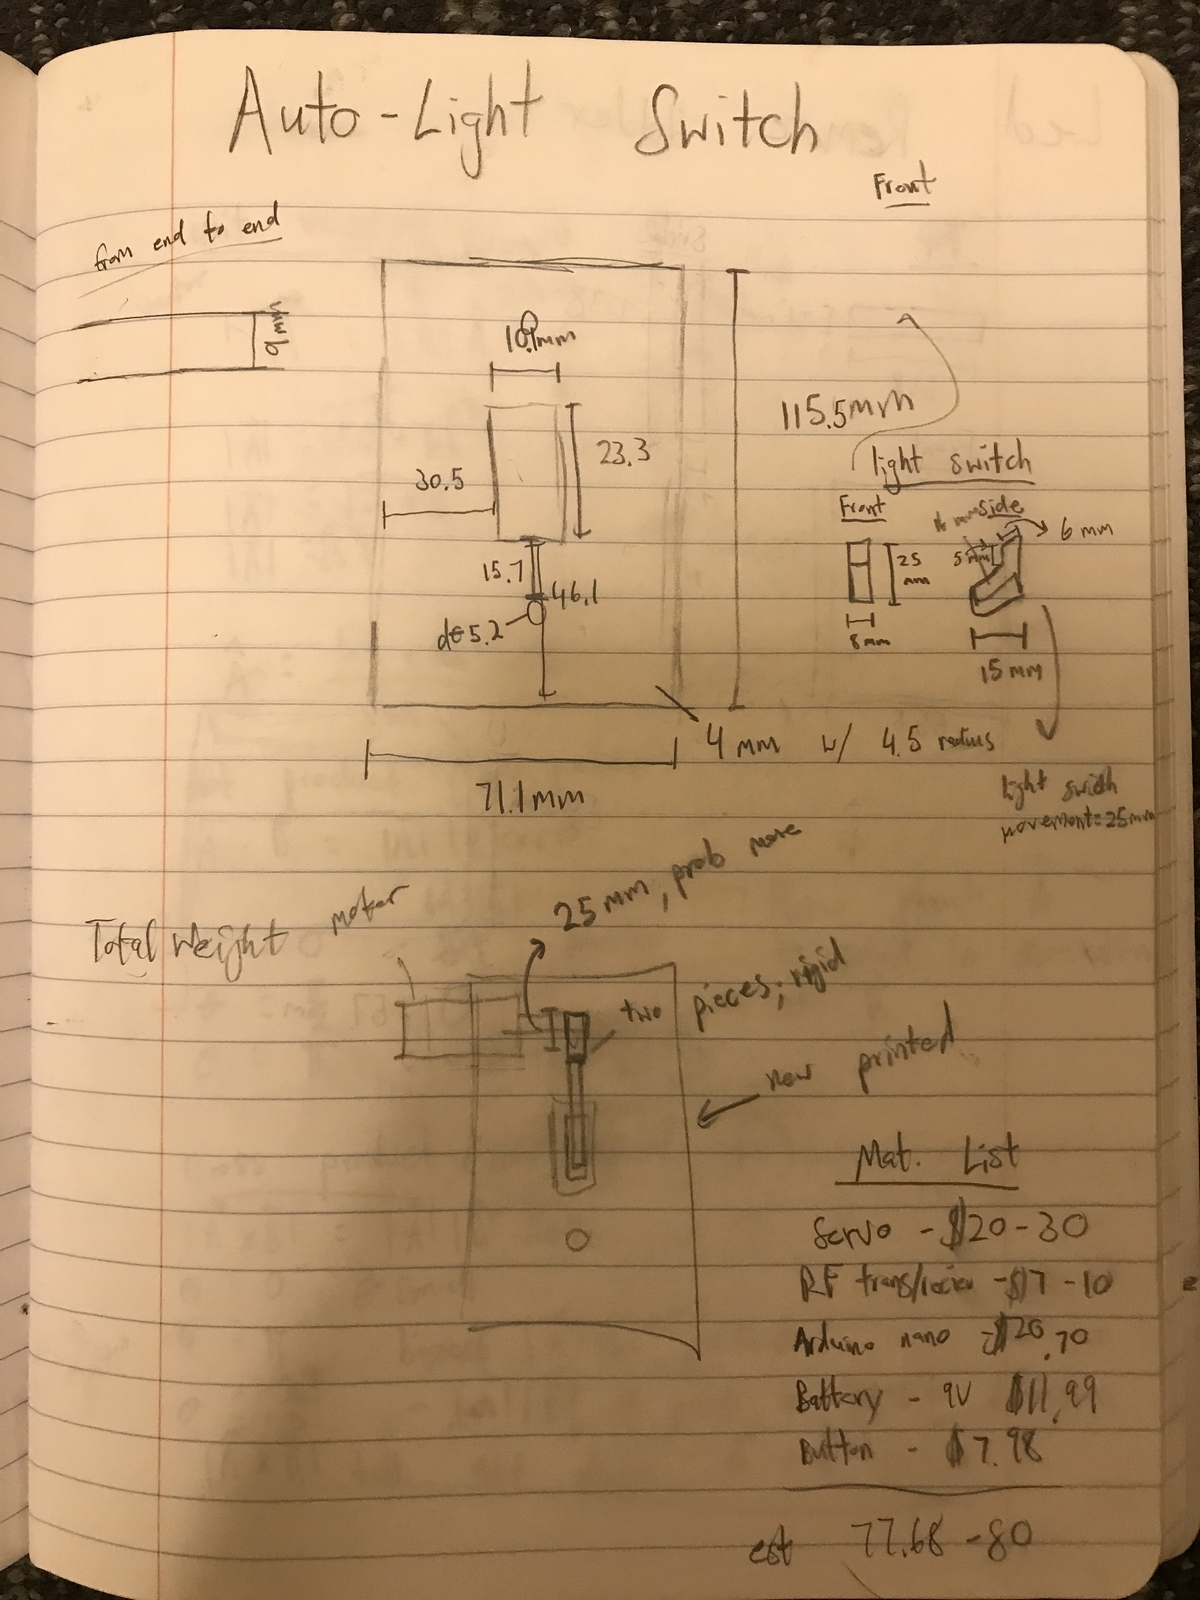 Auto-Light Switch
Front
from end to end
9mm
10.9mm
115.5mm
23.3
30.5
light switch
Front
Side
6 mm
5 mm
25 mm
15.7
46.1
d=5.2
8mm
15 mm
4 mm w/ 4.5 radius
71.1mm
light switch
movement=25mm
25 mm, prob more
Total Weight
motor
two pieces; rigid
new printed
Mat. List
Servo - $20-30
RF trans/reciev - $7-10
Arduino nano - $20.70
Battery - 9V $11.99
Button - $7.98
est 77.68 -80